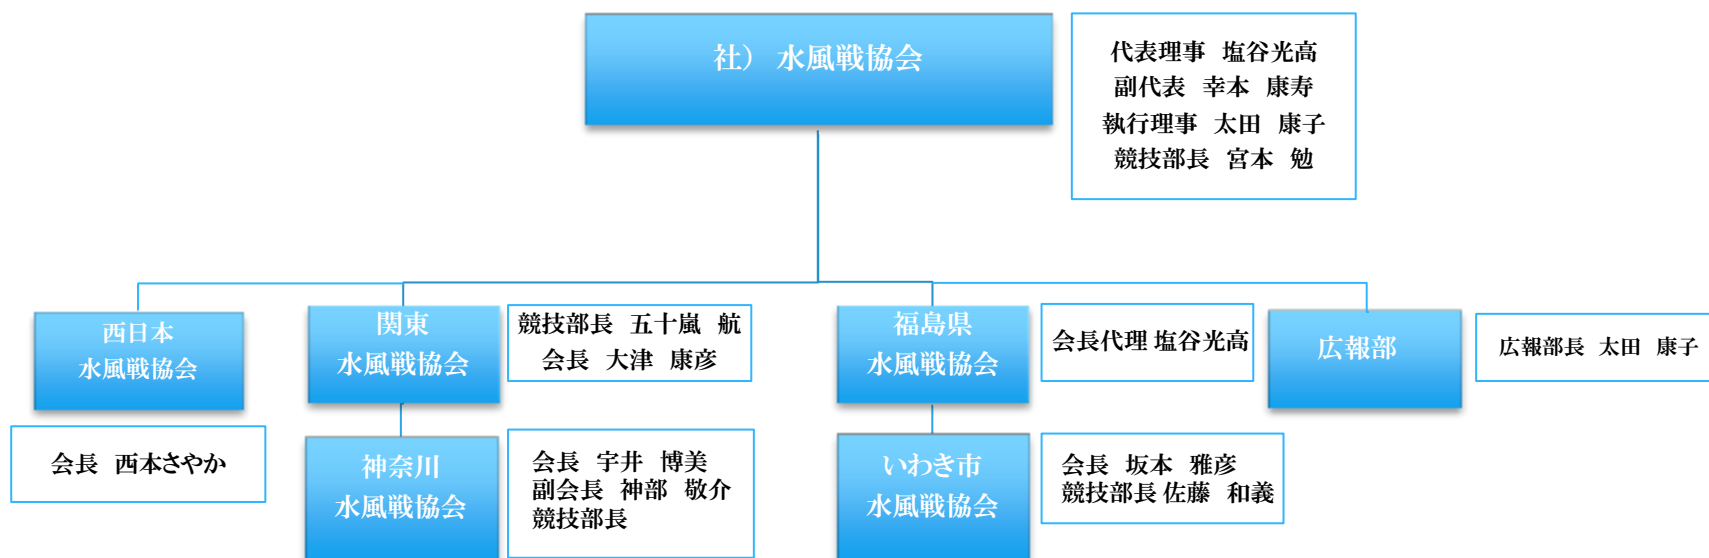 社） 水風戦協会
代表理事 塩谷光高
副代表 幸本 康寿
執行理事 太田 康子
競技部長 宮本 勉
西日本
水風戦協会
会長 西本さやか
関東
水風戦協会
競技部長 五十嵐 航
会長 大津 康彦
神奈川
水風戦協会
会長 宇井 博美
副会長 神部 敬介
競技部長
福島県
水風戦協会
会長代理 塩谷光高
いわき市
水風戦協会
会長 坂本 雅彦
競技部長 佐藤 和義
広報部
広報部長 太田 康子